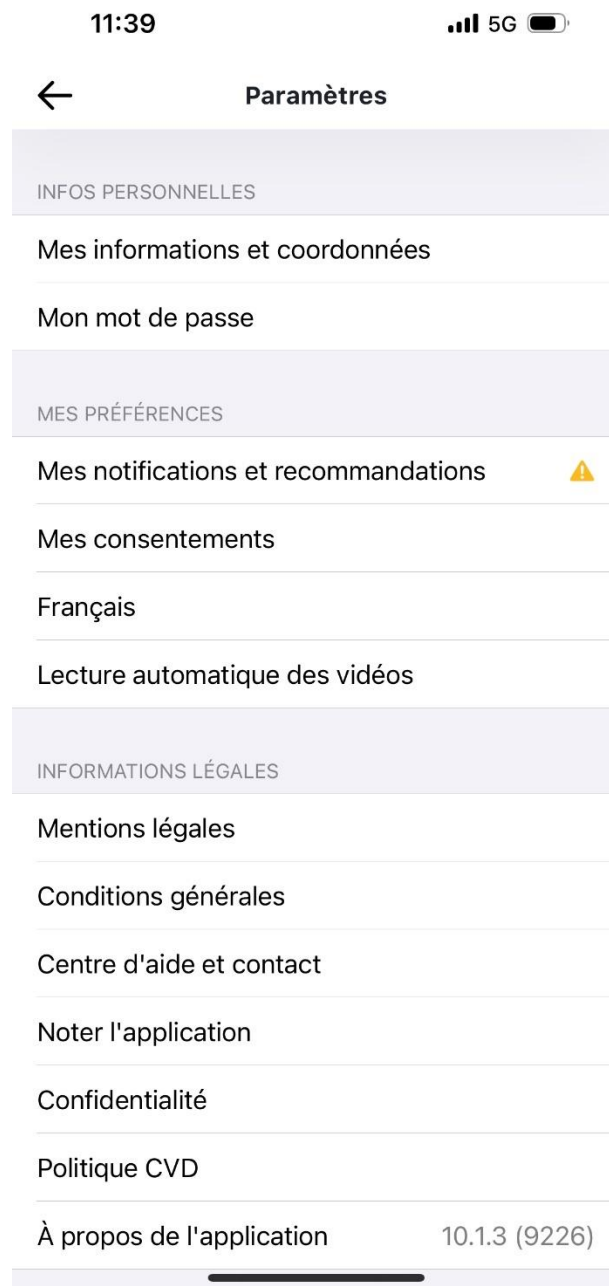 11:39
5G
Paramètres
INFOS PERSONNELLES
Mes informations et coordonnées
Mon mot de passe
MES PRÉFÉRENCES
Mes notifications et recommandations
Mes consentements
Français
Lecture automatique des vidéos
INFORMATIONS LÉGALES
Mentions légales
Conditions générales
Centre d'aide et contact
Noter l'application
Confidentialité
Politique CVD
À propos de l'application 10.1.3 (9226)